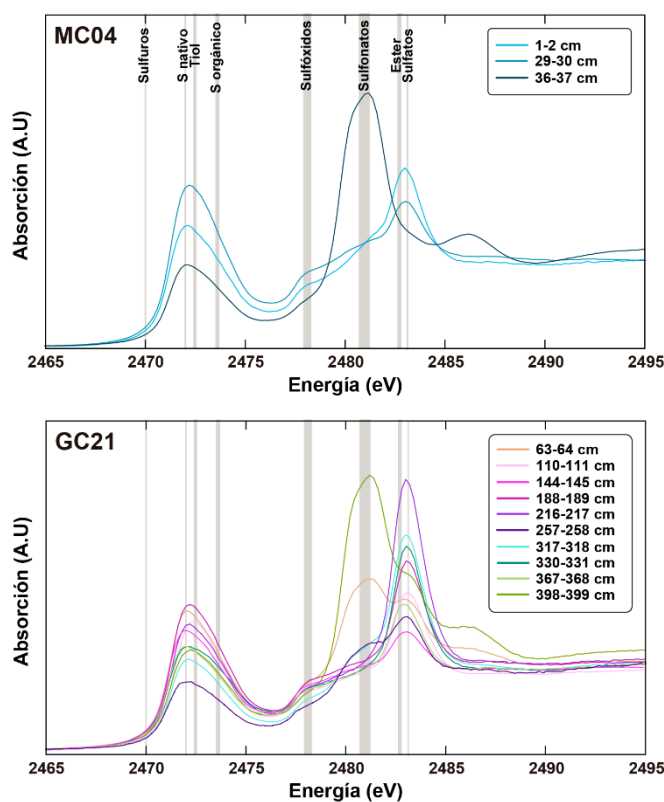 MC04
Sulfuros
S nativo
Tiol
S orgánico
Sulfóxidos
Sulfonatos
Ester
Sulfatos
1-2 cm
29-30 cm
36-37 cm
Absorción (A.U)
2465 2470 2475 2480 2485 2490 2495
Energía (eV)
GC21
63-64 cm
110-111 cm
144-145 cm
188-189 cm
216-217 cm
257-258 cm
317-318 cm
330-331 cm
367-368 cm
398-399 cm
Absorción (A.U)
2465 2470 2475 2480 2485 2490 2495
Energía (eV)